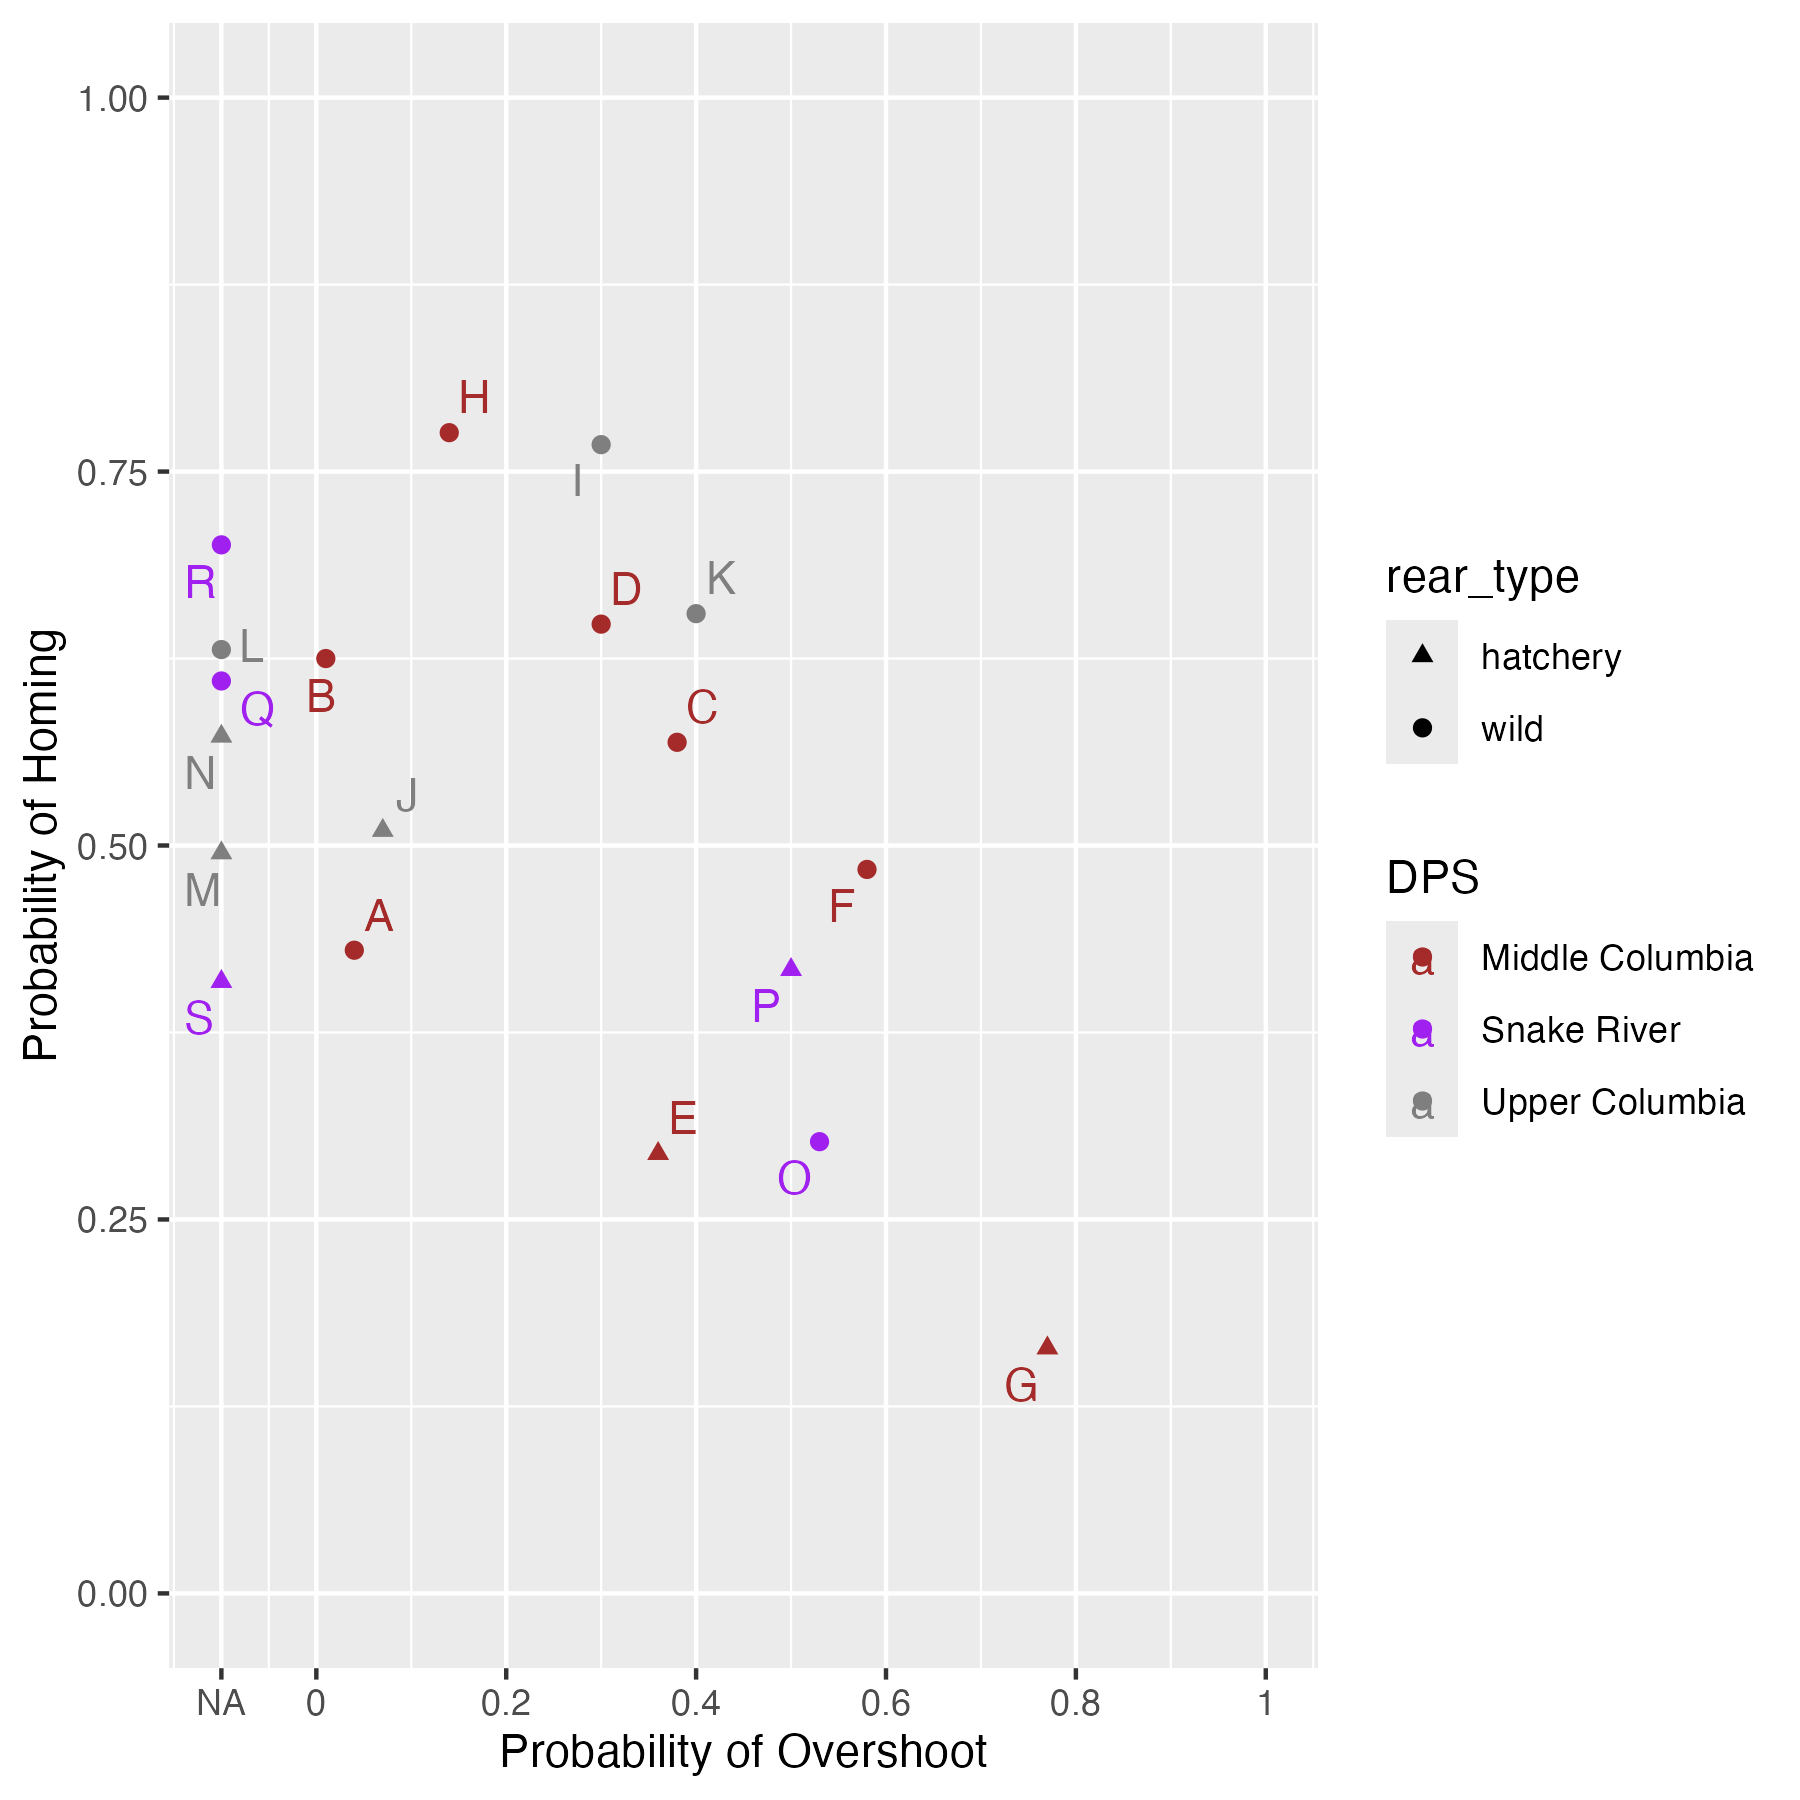 1.00
0.75
0.50
0.25
0.00
Probability of Homing
H
I
R
D
K
L
B
Q
C
N
J
M
A
F
S
P
E
O
G
NA 0 0.2 0.4 0.6 0.8 1
Probability of Overshoot
rear_type
hatchery
wild
DPS
a Middle Columbia
a Snake River
a Upper Columbia